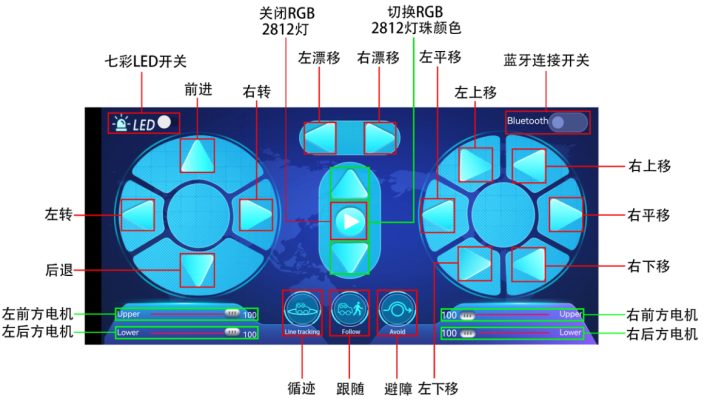 关闭RGB
2812灯
切换RGB
2812灯珠颜色
七彩LED开关
左漂移
右漂移
左平移
蓝牙连接开关
前进
右转
左上移
LED
Bluetooth
右上移
左转
右平移
后退
右下移
左前方电机
Upper
100
100
Upper
右前方电机
左后方电机
Lower
100
Line tracking
Follow
Avoid
100
Lower
右后方电机
循迹
跟随
避障
左下移